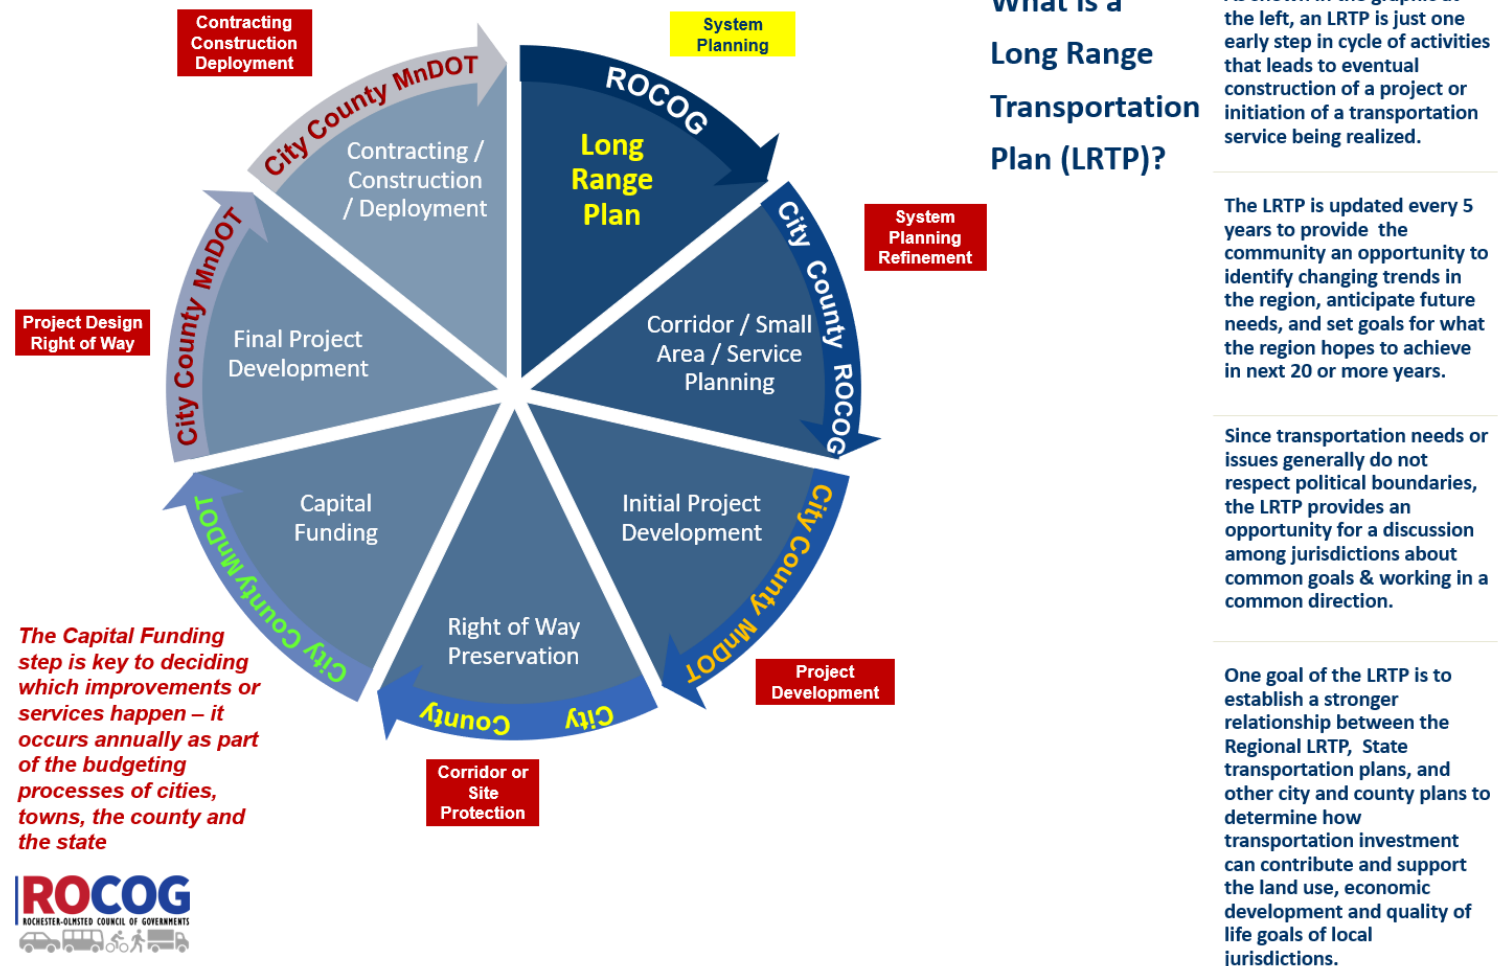 Contracting
Construction
Deployment
System
Planning
City County MnDOT
ROCOG
Contracting /
Construction
/ Deployment
Long
Range
Plan
City County ROCOG
System
Planning
Refinement
City County MnDOT
Project Design
Right of Way
Final Project
Development
Corridor / Small
Area / Service
Planning
Capital
Funding
Initial Project
Development
City County MnDOT
City County MnDOT
Right of Way
Preservation
City County
Project
Development
Corridor or
Site
Protection
The Capital Funding
step is key to deciding
which improvements or
services happen – it
occurs annually as part
of the budgeting
processes of cities,
towns, the county and
the state
ROCOG
ROCHESTER-OLMSTED COUNCIL OF GOVERNMENTS
What is a
Long Range
Transportation
Plan (LRTP)?
As shown in the graphic at
the left, an LRTP is just one
early step in cycle of activities
that leads to eventual
construction of a project or
initiation of a transportation
service being realized.
The LRTP is updated every 5
years to provide the
community an opportunity to
identify changing trends in
the region, anticipate future
needs, and set goals for what
the region hopes to achieve
in next 20 or more years.
Since transportation needs or
issues generally do not
respect political boundaries,
the LRTP provides an
opportunity for a discussion
among jurisdictions about
common goals & working in a
common direction.
One goal of the LRTP is to
establish a stronger
relationship between the
Regional LRTP, State
transportation plans, and
other city and county plans to
determine how
transportation investment
can contribute and support
the land use, economic
development and quality of
life goals of local
jurisdictions.